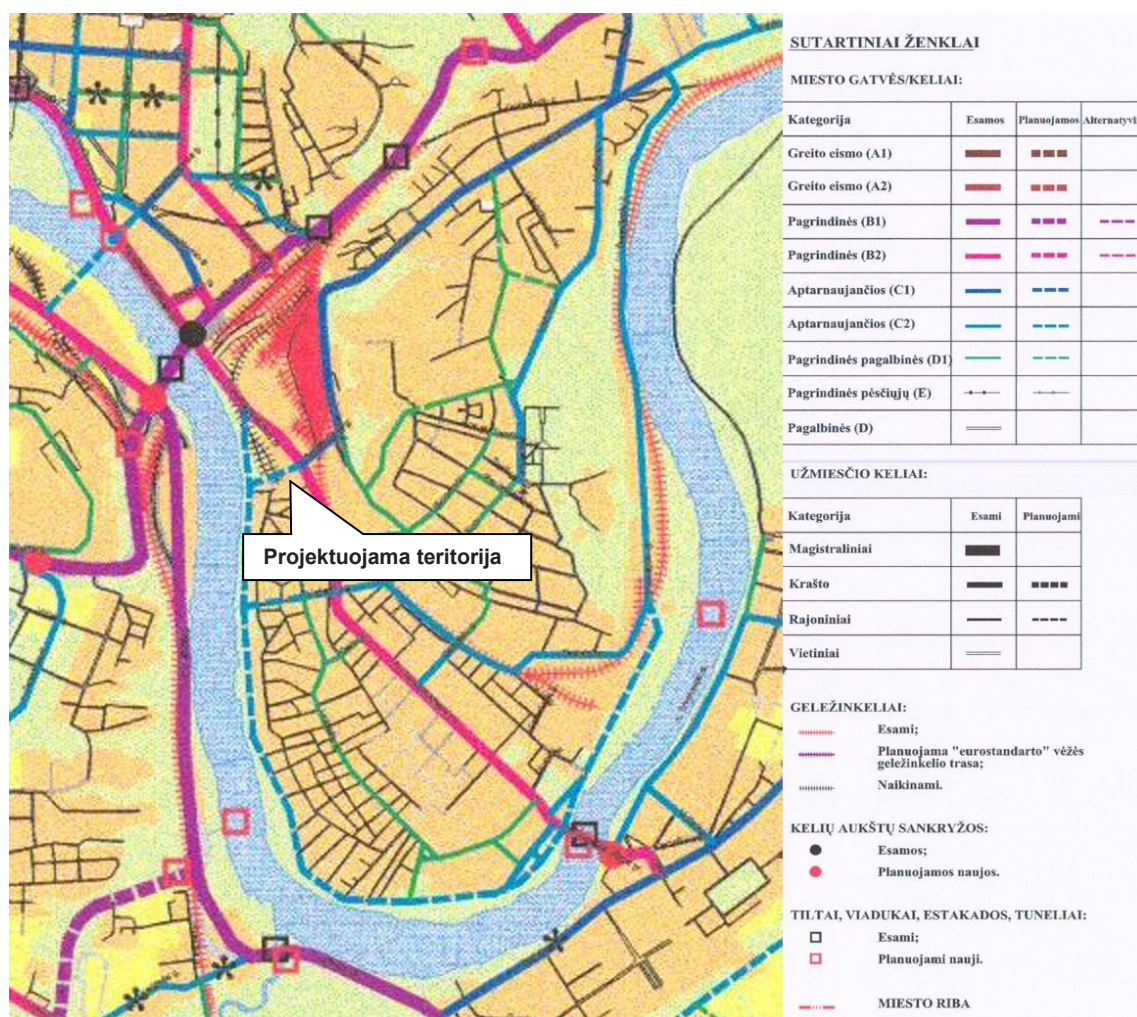 Projektuojama teritorija
SUTARTINIAI ŽENKLAI
MIESTO GATVĖS/KELIAI:
Kategorija Esamos Planuojamos Alternatyvi
Greito eismo (A1)
Greito eismo (A2)
Pagrindinės (B1)
Pagrindinės (B2)
Aptarnaujančios (C1)
Aptarnaujančios (C2)
Pagrindinės pagalbinės (D1)
Pagrindinės pėsčiųjų (E)
Pagalbinės (D)
UŽMIESČIO KELIAI:
Kategorija Esami Planuojami
Magistraliniai
Krašto
Rajoniniai
Vietiniai
GELEŽINKELIAI:
Esami;
Planuojama "eurostandarto" vėžės
geležinkelio trasa;
Naikinami.
KELIŲ AUKŠTŲ SANKRYŽOS:
Esamos;
Planuojamos naujos.
TILTAI, VIADUKAI, ESTAKADOS, TUNELIAI:
Esami;
Planuojami nauji.
MIESTO RIBA